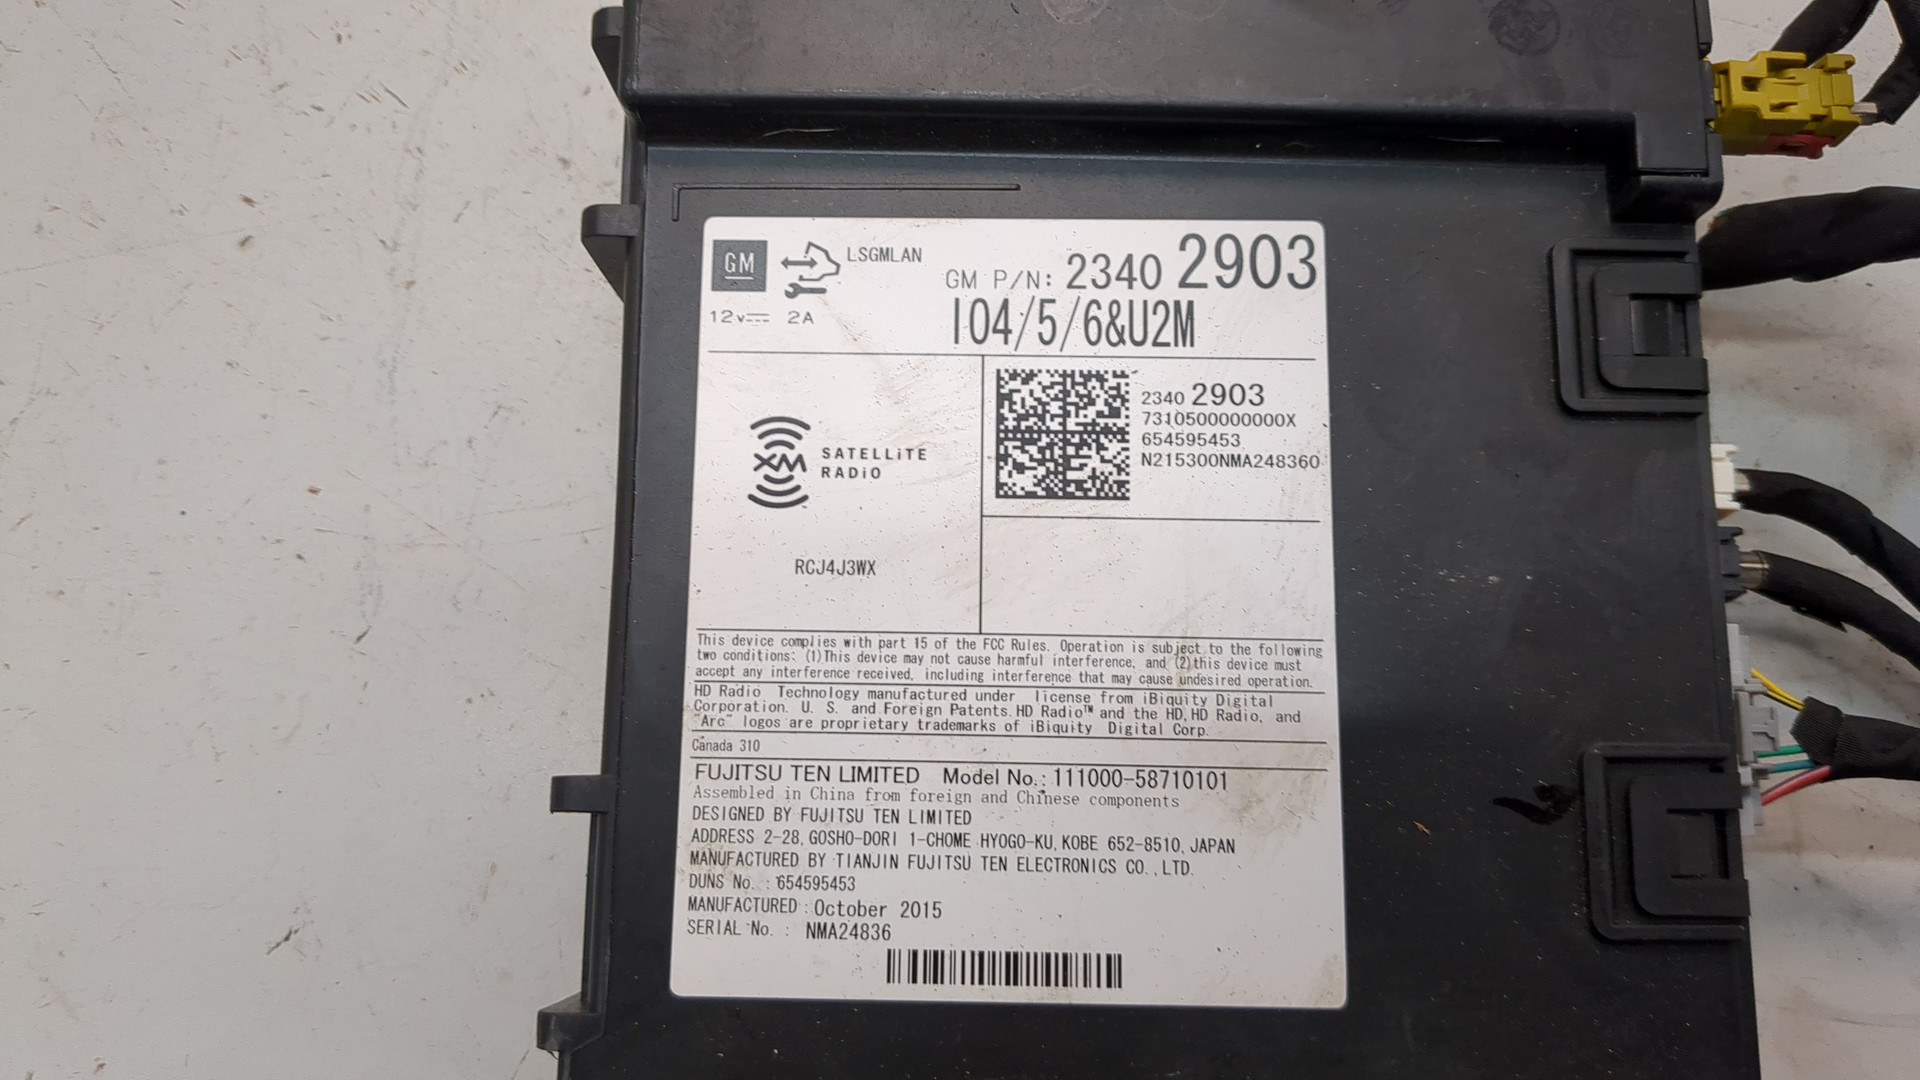 GM
LSGMLAN
GM P/N: 2340 2903
12v 2A
IO4/5/6&U2M
XM SATELLiTE
RADiO
RCJ4J3WX
2340 2903
7310500000000X
654595453
N215300NMA248360
This device complies with part 15 of the FCC Rules. Operation is subject to the following
two conditions: (1)This device may not cause harmful interference, and (2)this device must
accept any interference received, including interference that may cause undesired operation.
HD Radio Technology manufactured under license from iBiquity Digital
Corporation. U. S. and Foreign Patents. HD Radio™ and the HD, HD Radio, and
"Arc" logos are proprietary trademarks of iBiquity Digital Corp.
Canada 310
FUJITSU TEN LIMITED Model No.: 111000-58710101
Assembled in China from foreign and Chinese components
DESIGNED BY FUJITSU TEN LIMITED
ADDRESS 2-28, GOSHO-DORI 1-CHOME HYOGO-KU, KOBE 652-8510, JAPAN
MANUFACTURED BY TIANJIN FUJITSU TEN ELECTRONICS CO., LTD.
DUNS No. : 654595453
MANUFACTURED : October 2015
SERIAL No. : NMA24836